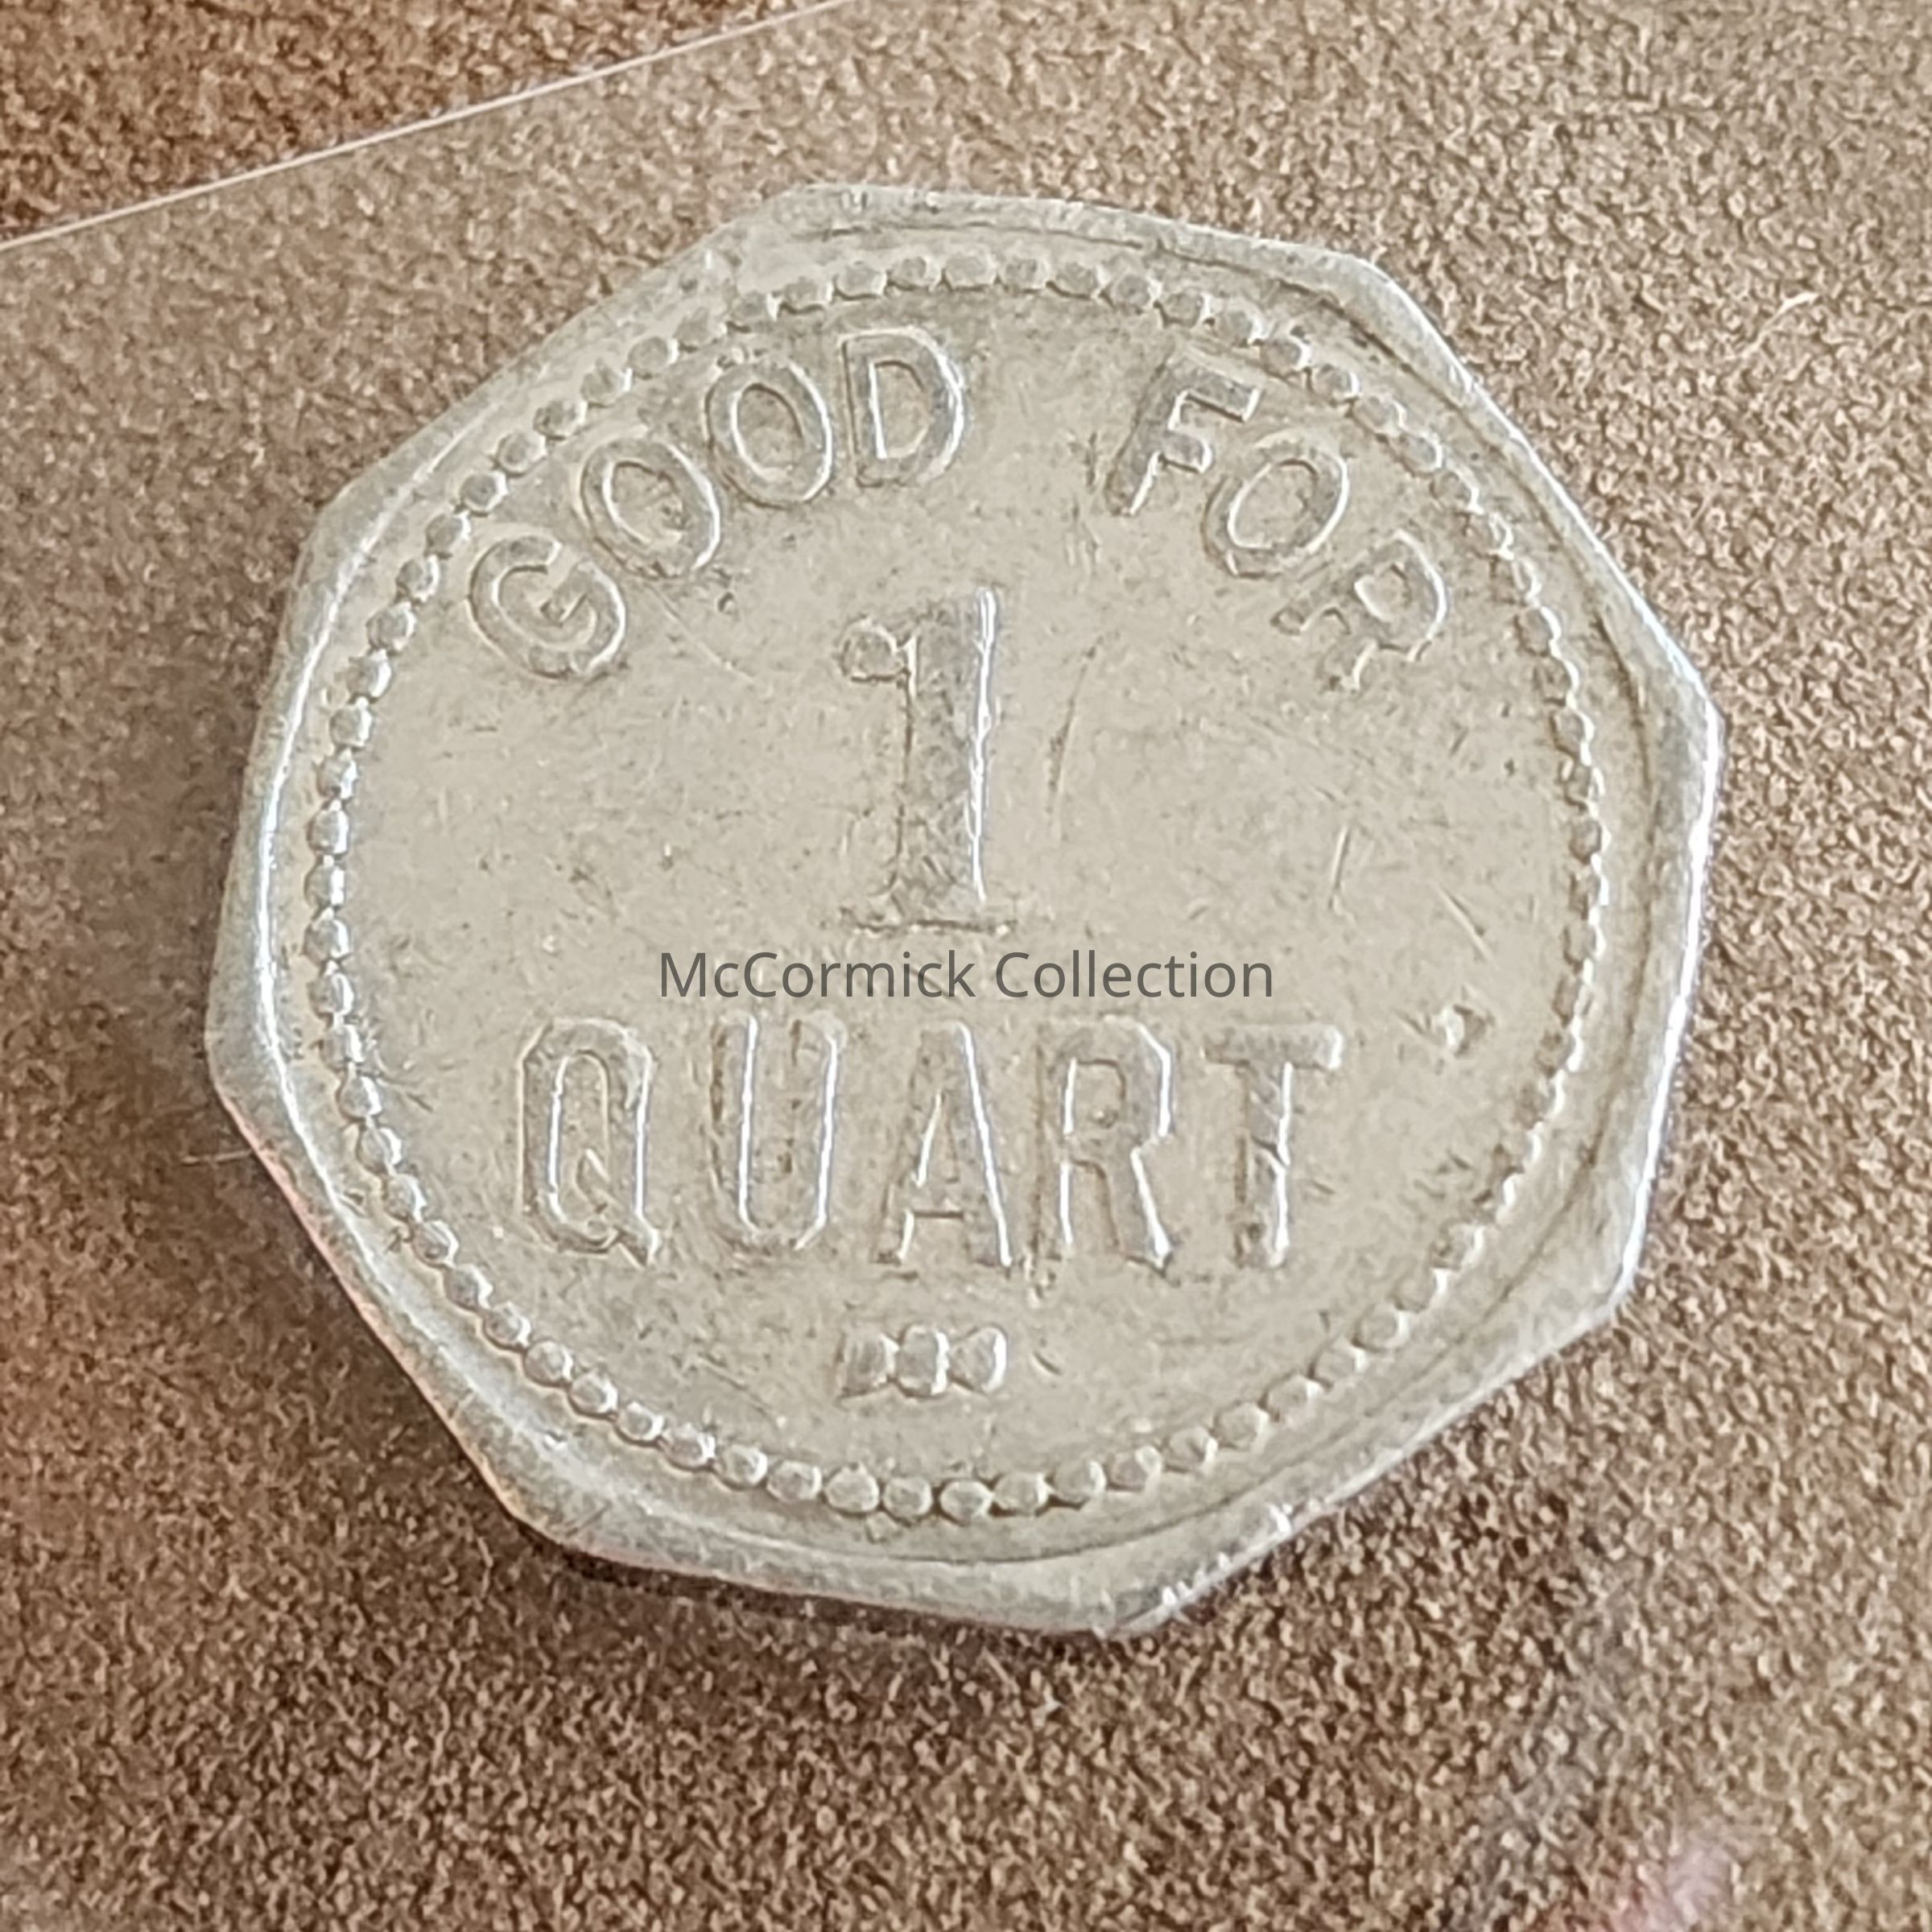 GOOD FOR
1
McCormick Collection
QUART